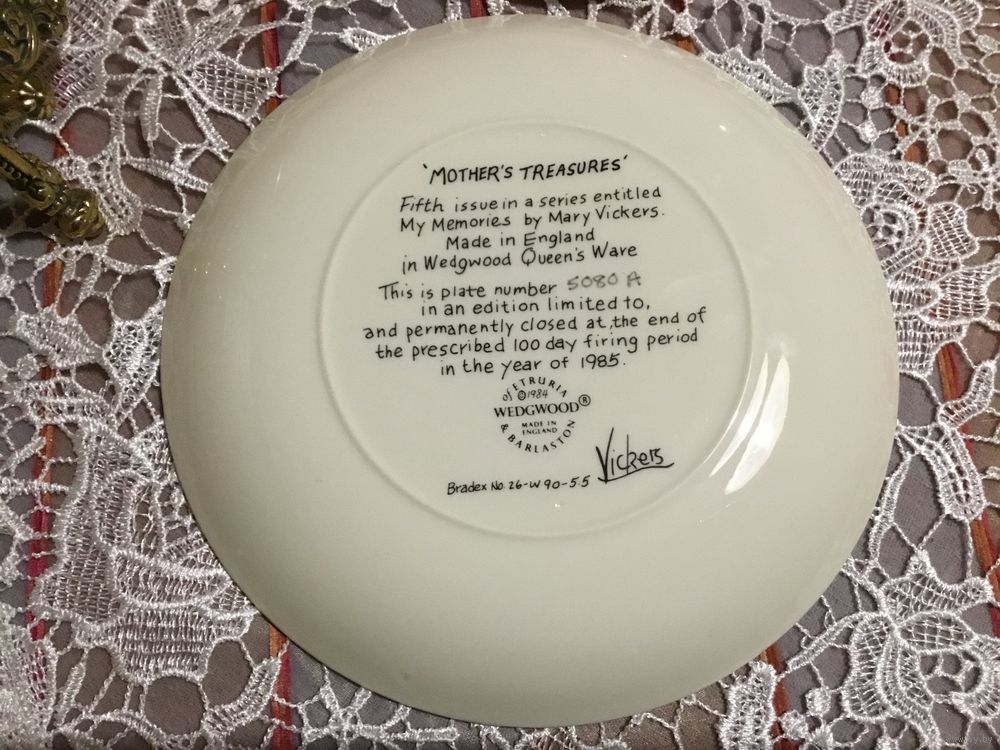 'MOTHER'S TREASURES'
Fifth issue in a series entitled
My Memories by Mary Vickers.
Made in England
in Wedgwood Queen's Ware
This is plate number 5080 A
in an edition limited to,
and permanently closed at the end of
the prescribed 100 day firing period
in the year of 1985.
of ETRURIA
©1984
WEDGWOOD®
MADE IN
ENGLAND
& BARLASTON
Vickers
Bradex No. 26-W90-5.5